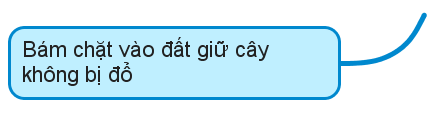 Bám chặt vào đất giữ cây
không bị đổ